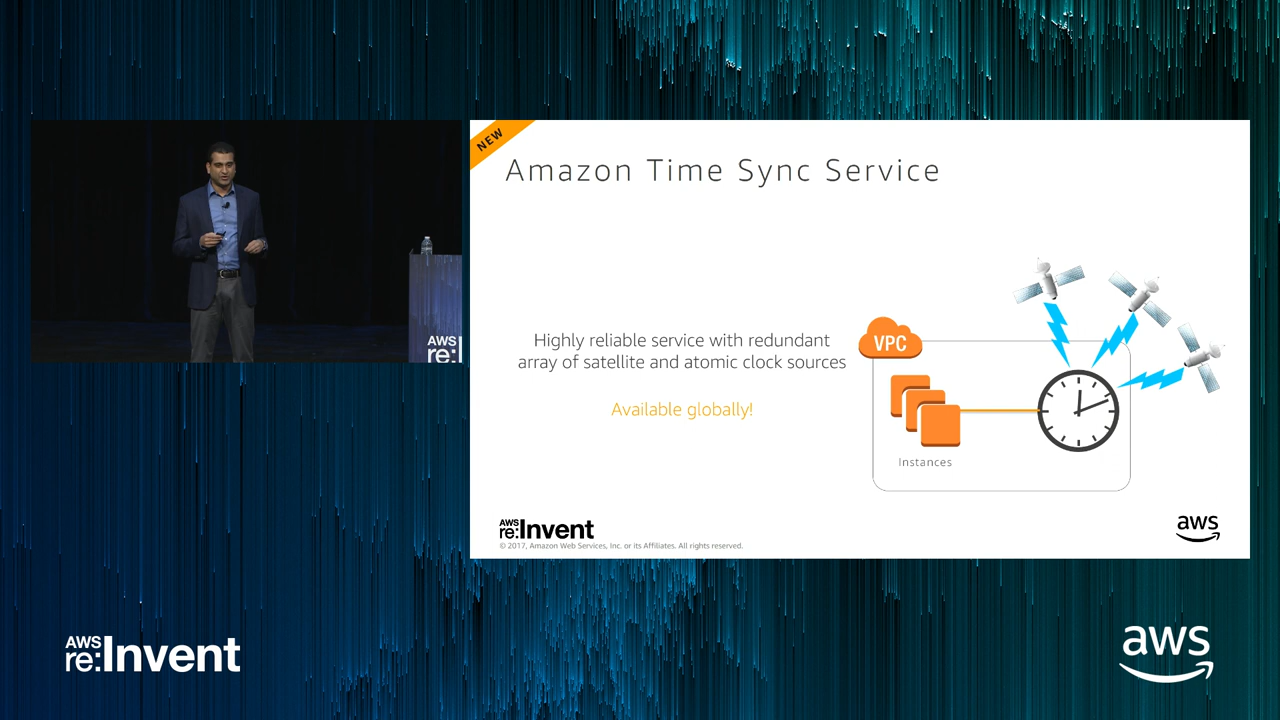 NEW
Amazon Time Sync Service
Highly reliable service with redundant
array of satellite and atomic clock sources
Available globally!
VPC
Instances
AWS
re:Invent
© 2017, Amazon Web Services, Inc. or its Affiliates. All rights reserved.
aws
AWS
re:I
AWS
re:Invent
aws